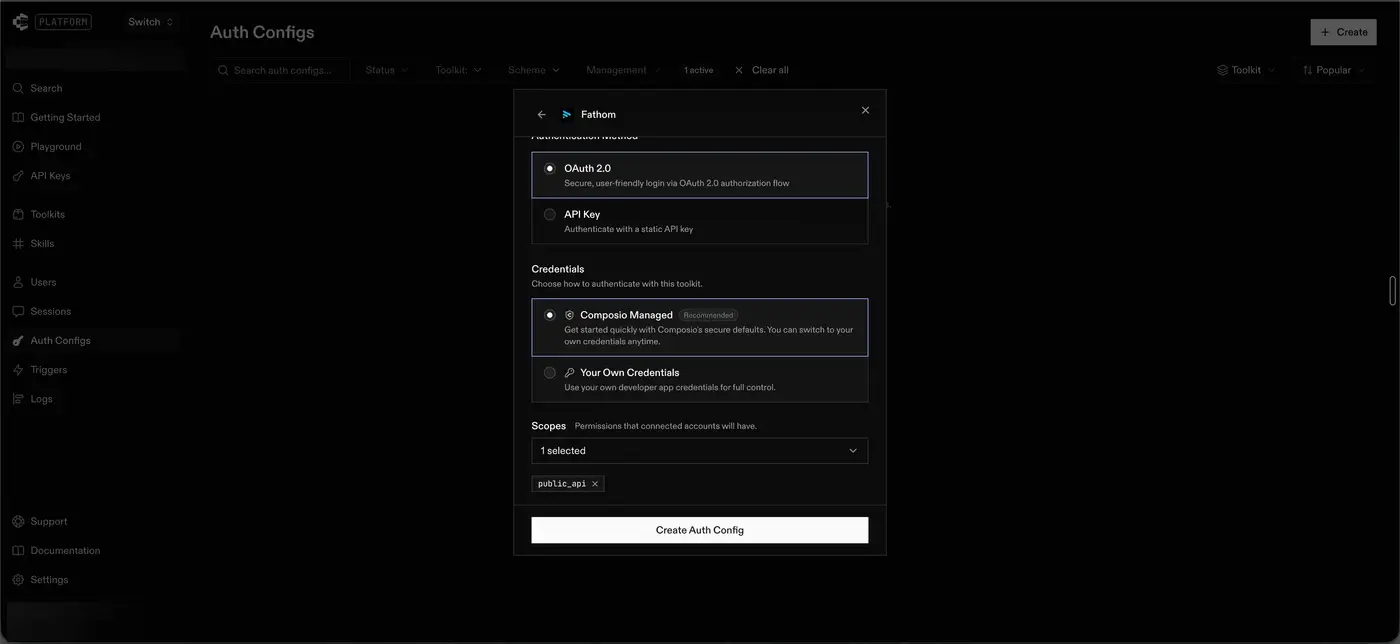 PLATFORM
Switch
Auth Configs
Create
Search auth configs...
Status
Toolkit:
Scheme
Management
1 active
Clear all
Toolkit
Popular
Search
Getting Started
Playground
API Keys
Toolkits
Skills
Users
Sessions
Auth Configs
Triggers
Logs
Support
Documentation
Settings
Fathom
Authentication Method
OAuth 2.0
Secure, user-friendly login via OAuth 2.0 authorization flow
API Key
Authenticate with a static API key
Credentials
Choose how to authenticate with this toolkit.
Composio Managed Recommended
Get started quickly with Composio's secure defaults. You can switch to your
own credentials anytime.
Your Own Credentials
Use your own developer app credentials for full control.
Scopes Permissions that connected accounts will have.
1 selected
public_api
Create Auth Config